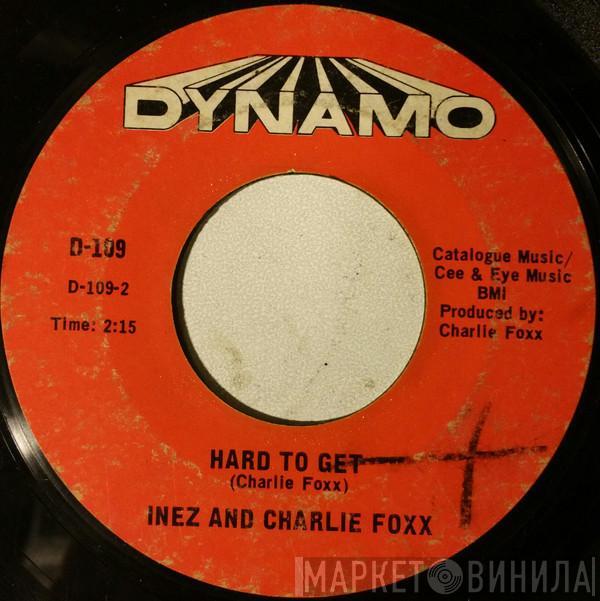 DYNAMO
D-109
D-109-2
Time: 2:15
Catalogue Music/
Cee & Eye Music
BMI
Produced by:
Charlie Foxx
HARD TO GET
(Charlie Foxx)
INEZ AND CHARLIE FOXX
МАРКЕТ ВИНИЛА